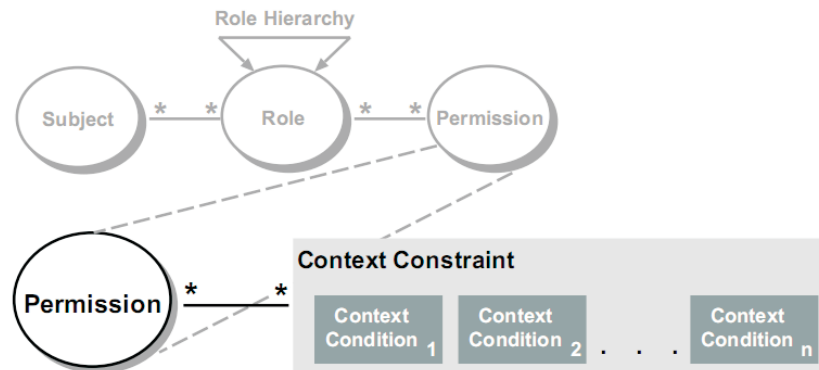 Role Hierarchy
Subject * * Role * * Permission
Context Constraint
Permission * *
Context Condition 1
Context Condition 2
. . .
Context Condition n